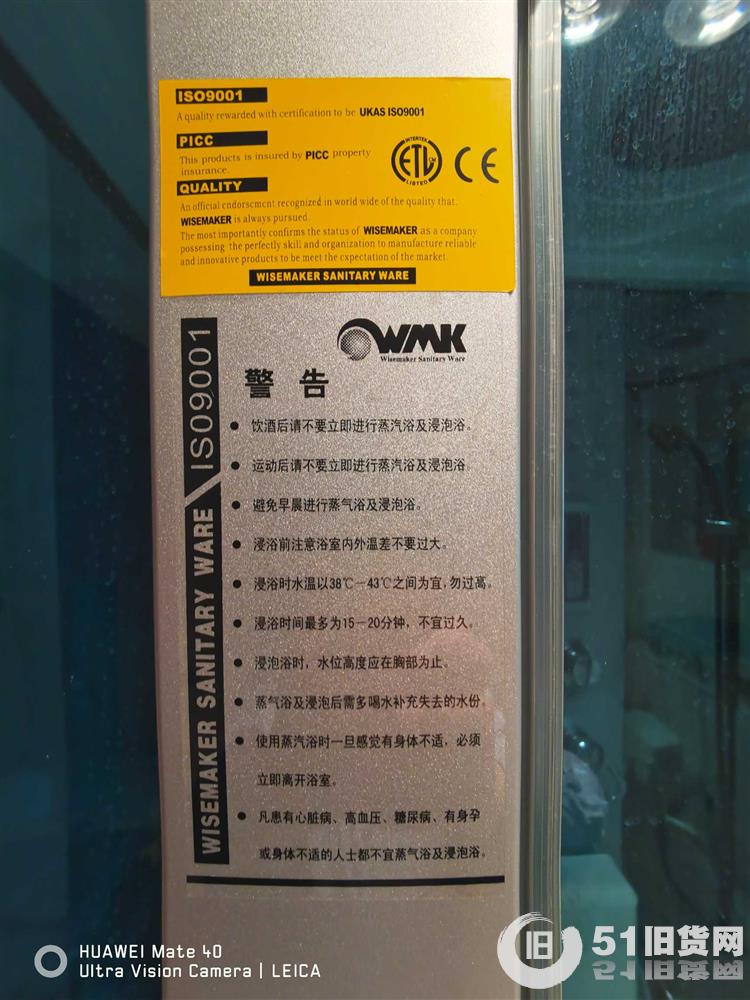 ISO9001
A quality rewarded with certification to be UKAS ISO9001
PICC
This products is insured by PICC property
insurance.
QUALITY
An official endorsement recognized in world wide of the quality that.
WISEMAKER is always pursued.
The most importantly confirms the status of WISEMAKER as a company
possessing the perfectly skill and organization to manufacture reliable
and innovative products to be meet the expectation of the market.
WISEMAKER SANITARY WARE
INTERTEK
ETL CM
LISTED
CE
WMK
Wisemaker Sanitary Ware
WISEMAKER SANITARY WARE / ISO9001
警告
● 饮酒后请不要立即进行蒸汽浴及浸泡浴。
● 运动后请不要立即进行蒸汽浴及浸泡浴
● 避免早晨进行蒸气浴及浸泡浴。
● 浸浴前注意浴室内外温差不要过大。
● 浸浴时水温以38℃-43℃之间为宜,勿过高。
● 浸浴时间最多为15-20分钟，不宜过久。
● 浸泡浴时，水位高度应在胸部为止。
● 蒸气浴及浸泡后需多喝水补充失去的水份。
● 使用蒸汽浴时一旦感觉有身体不适，必须
立即离开浴室。
● 凡患有心脏病、高血压、糖尿病、有身孕
或身体不适的人士都不宜蒸气浴及浸泡浴。
HUAWEI Mate 40
Ultra Vision Camera | LEICA
旧 51旧货网